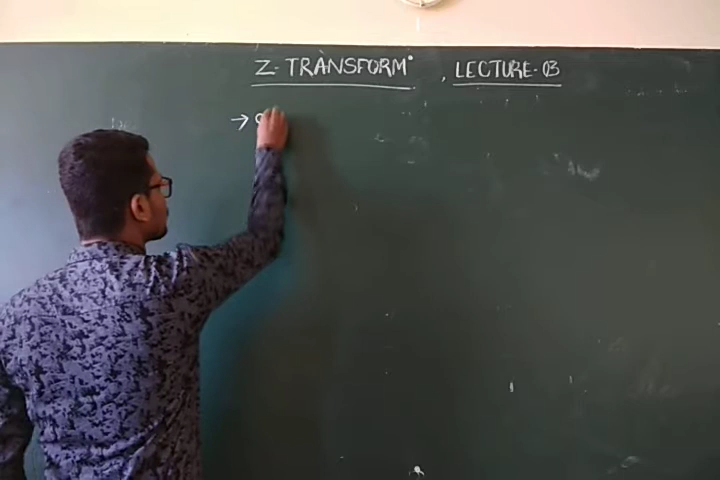 Z-TRANSFORM , LECTURE-03
→